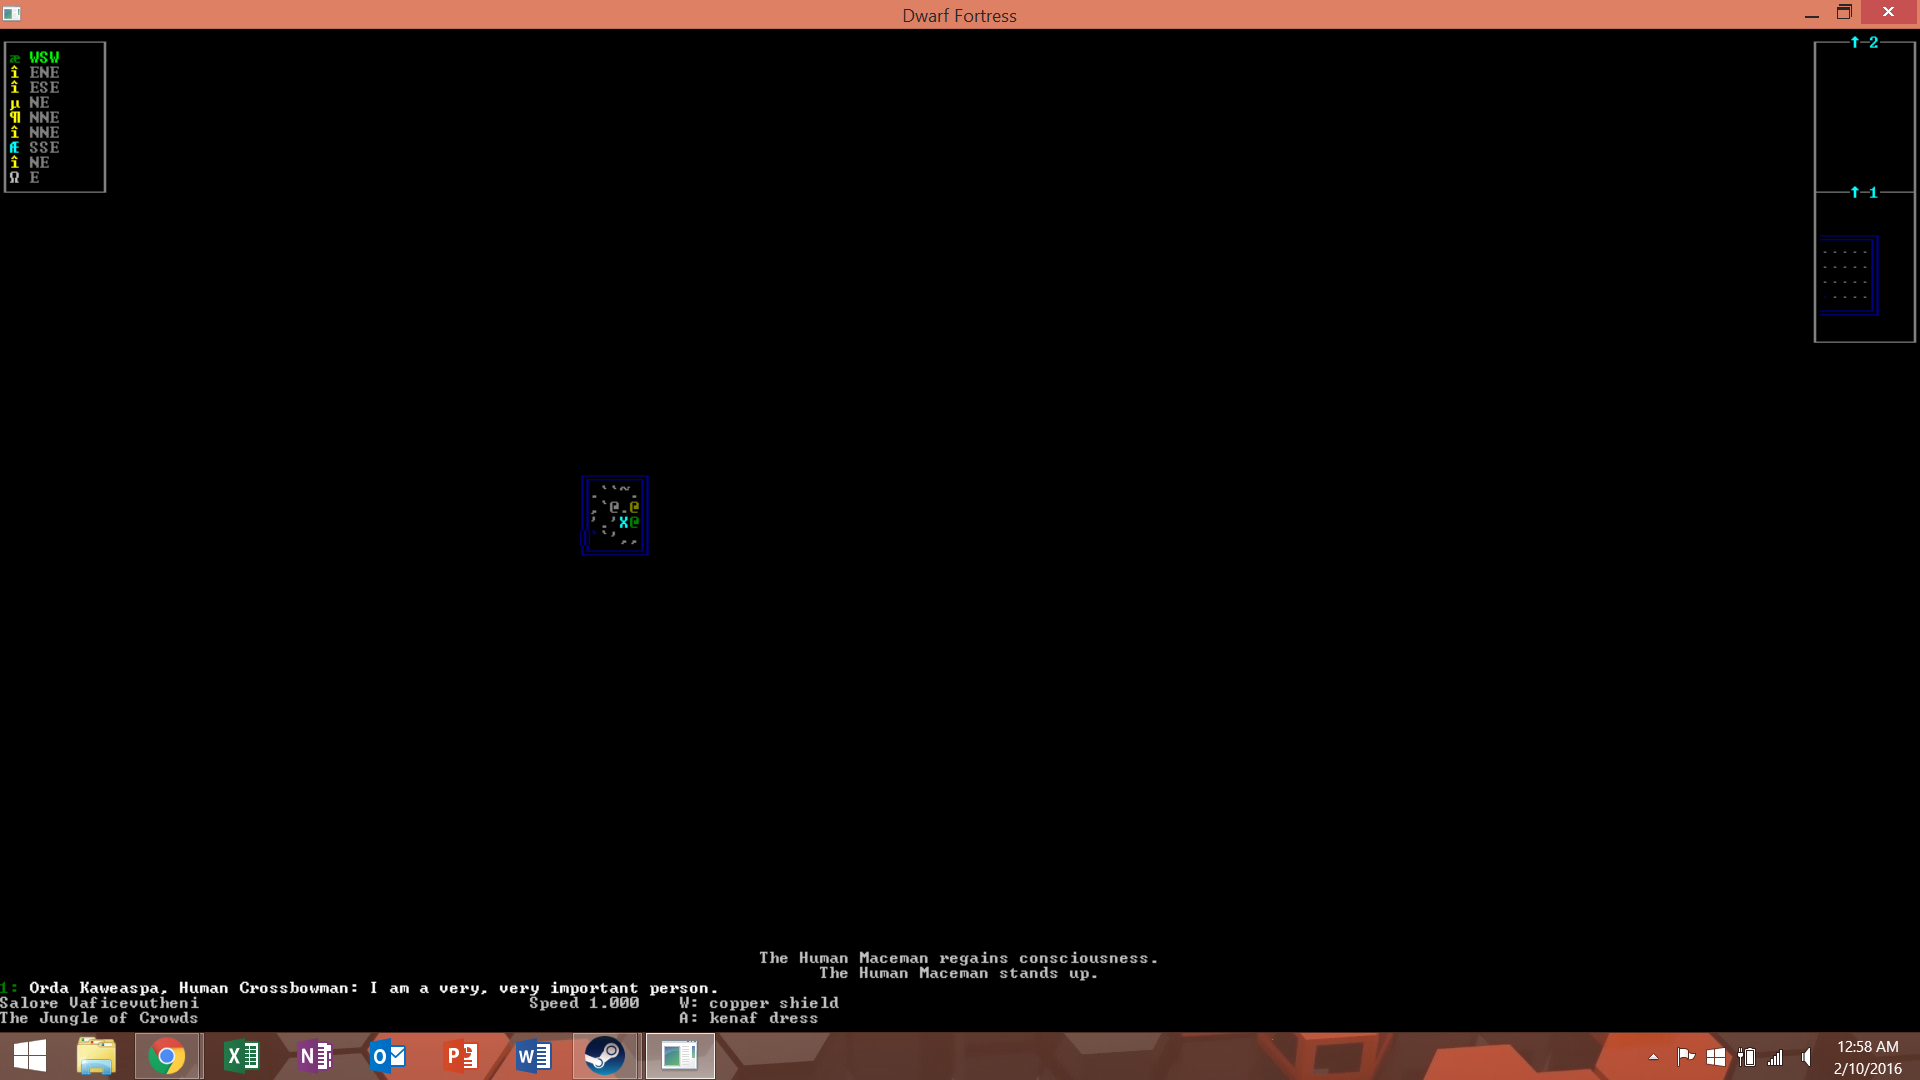 Dwarf Fortress
æ WSW
î ENE
î ESE
µ NE
¶ NNE
î NNE
Æ SSE
î NE
Ω E
↑ 2
↑ 1
The Human Maceman regains consciousness.
The Human Maceman stands up.
1: Orda Kaweaspa, Human Crossbowman: I am a very, very important person.
Salore Vaficevutheni Speed 1.000 W: copper shield
The Jungle of Crowds A: kenaf dress
12:58 AM
2/10/2016